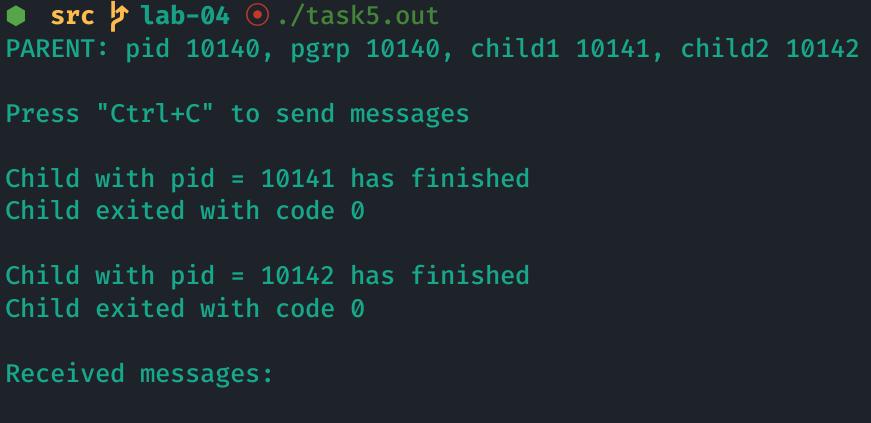 src lab-04 ./task5.out
PARENT: pid 10140, pgrp 10140, child1 10141, child2 10142
Press "Ctrl+C" to send messages
Child with pid = 10141 has finished
Child exited with code 0
Child with pid = 10142 has finished
Child exited with code 0
Received messages: